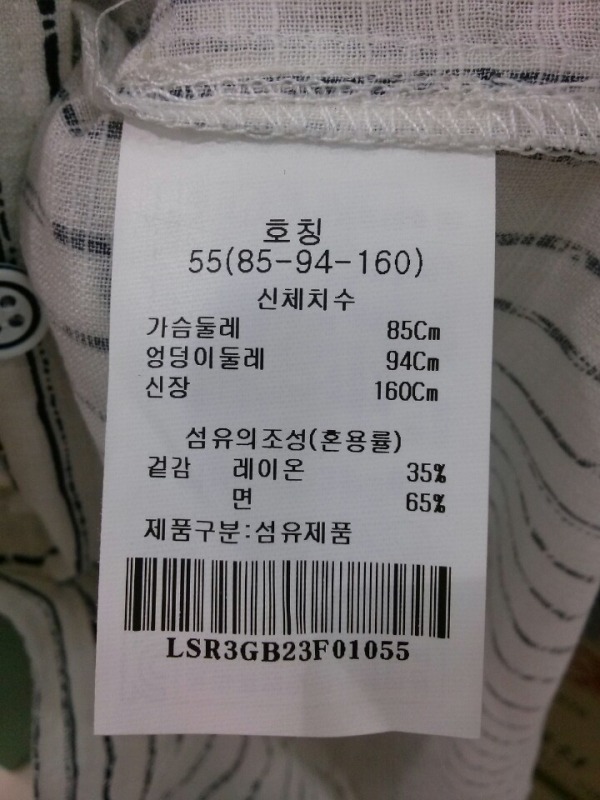 호칭
55(85-94-160)
신체치수
가슴둘레 85Cm
엉덩이둘레 94Cm
신장 160Cm
섬유의조성(혼용률)
겉감 레이온 35%
면 65%
제품구분:섬유제품
LSR3GB23F01055